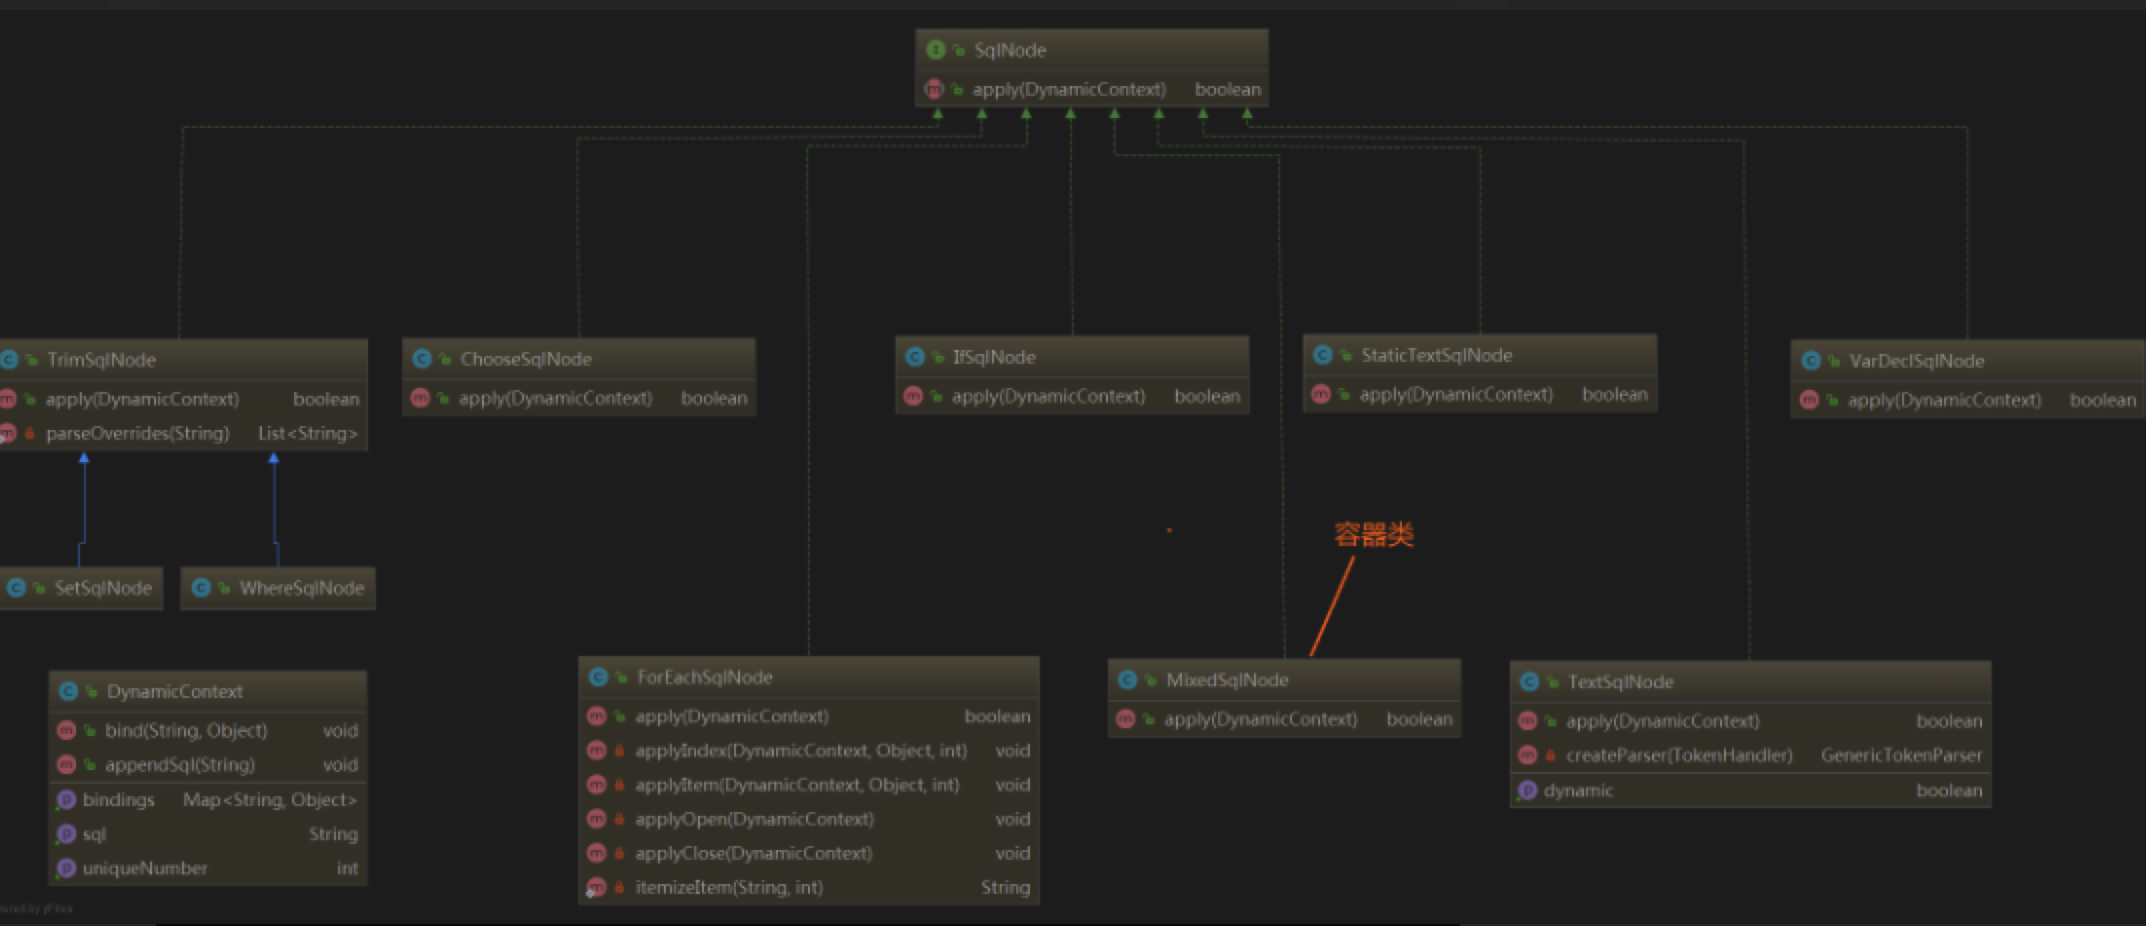 SqlNode
apply(DynamicContext) boolean
TrimSqlNode
apply(DynamicContext) boolean
parseOverrides(String) List<String>
ChooseSqlNode
apply(DynamicContext) boolean
IfSqlNode
apply(DynamicContext) boolean
StaticTextSqlNode
apply(DynamicContext) boolean
VarDeclSqlNode
apply(DynamicContext) boolean
容器类
SetSqlNode
WhereSqlNode
DynamicContext
bind(String, Object) void
appendSql(String) void
bindings Map<String, Object>
sql String
uniqueNumber int
ForEachSqlNode
apply(DynamicContext) boolean
applyIndex(DynamicContext, Object, int) void
applyItem(DynamicContext, Object, int) void
applyOpen(DynamicContext) void
applyClose(DynamicContext) void
itemizeItem(String, int) String
MixedSqlNode
apply(DynamicContext) boolean
TextSqlNode
apply(DynamicContext) boolean
createParser(TokenHandler) GenericTokenParser
dynamic boolean